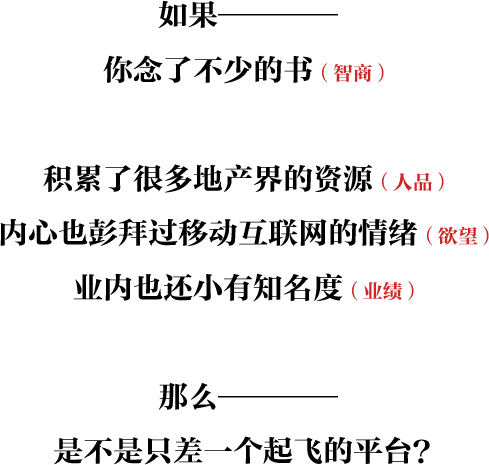 如果————
你念了不少的书（智商）
积累了很多地产界的资源（人品）
内心也彭拜过移动互联网的情绪（欲望）
业内也还小有知名度（业绩）
那么————
是不是只差一个起飞的平台？